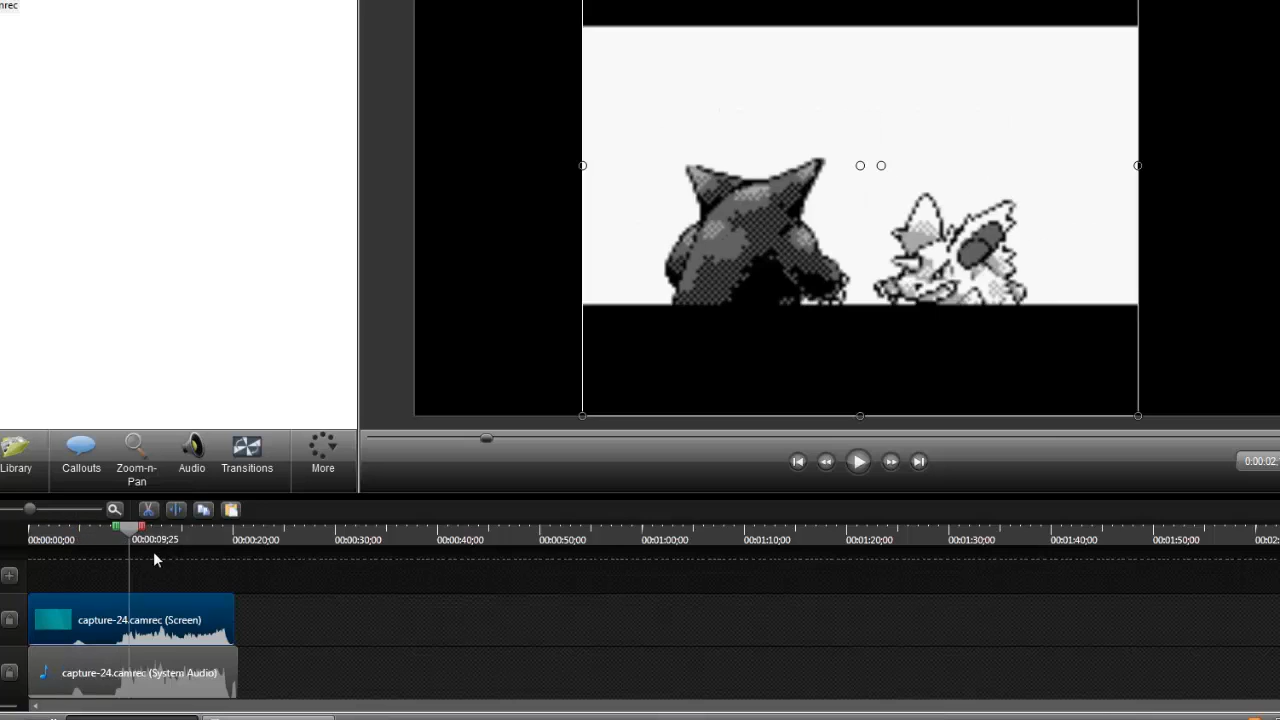 mrec
Library
Callouts
Zoom-n-
Pan
Audio
Transitions
More
0:00:02.
00:00:00;00
00:00:09;25
00:00:20;00
00:00:30;00
00:00:40;00
00:00:50;00
00:01:00;00
00:01:10;00
00:01:20;00
00:01:30;00
00:01:40;00
00:01:50;00
00:02:
capture-24.camrec (Screen)
capture-24.camrec (System Audio)